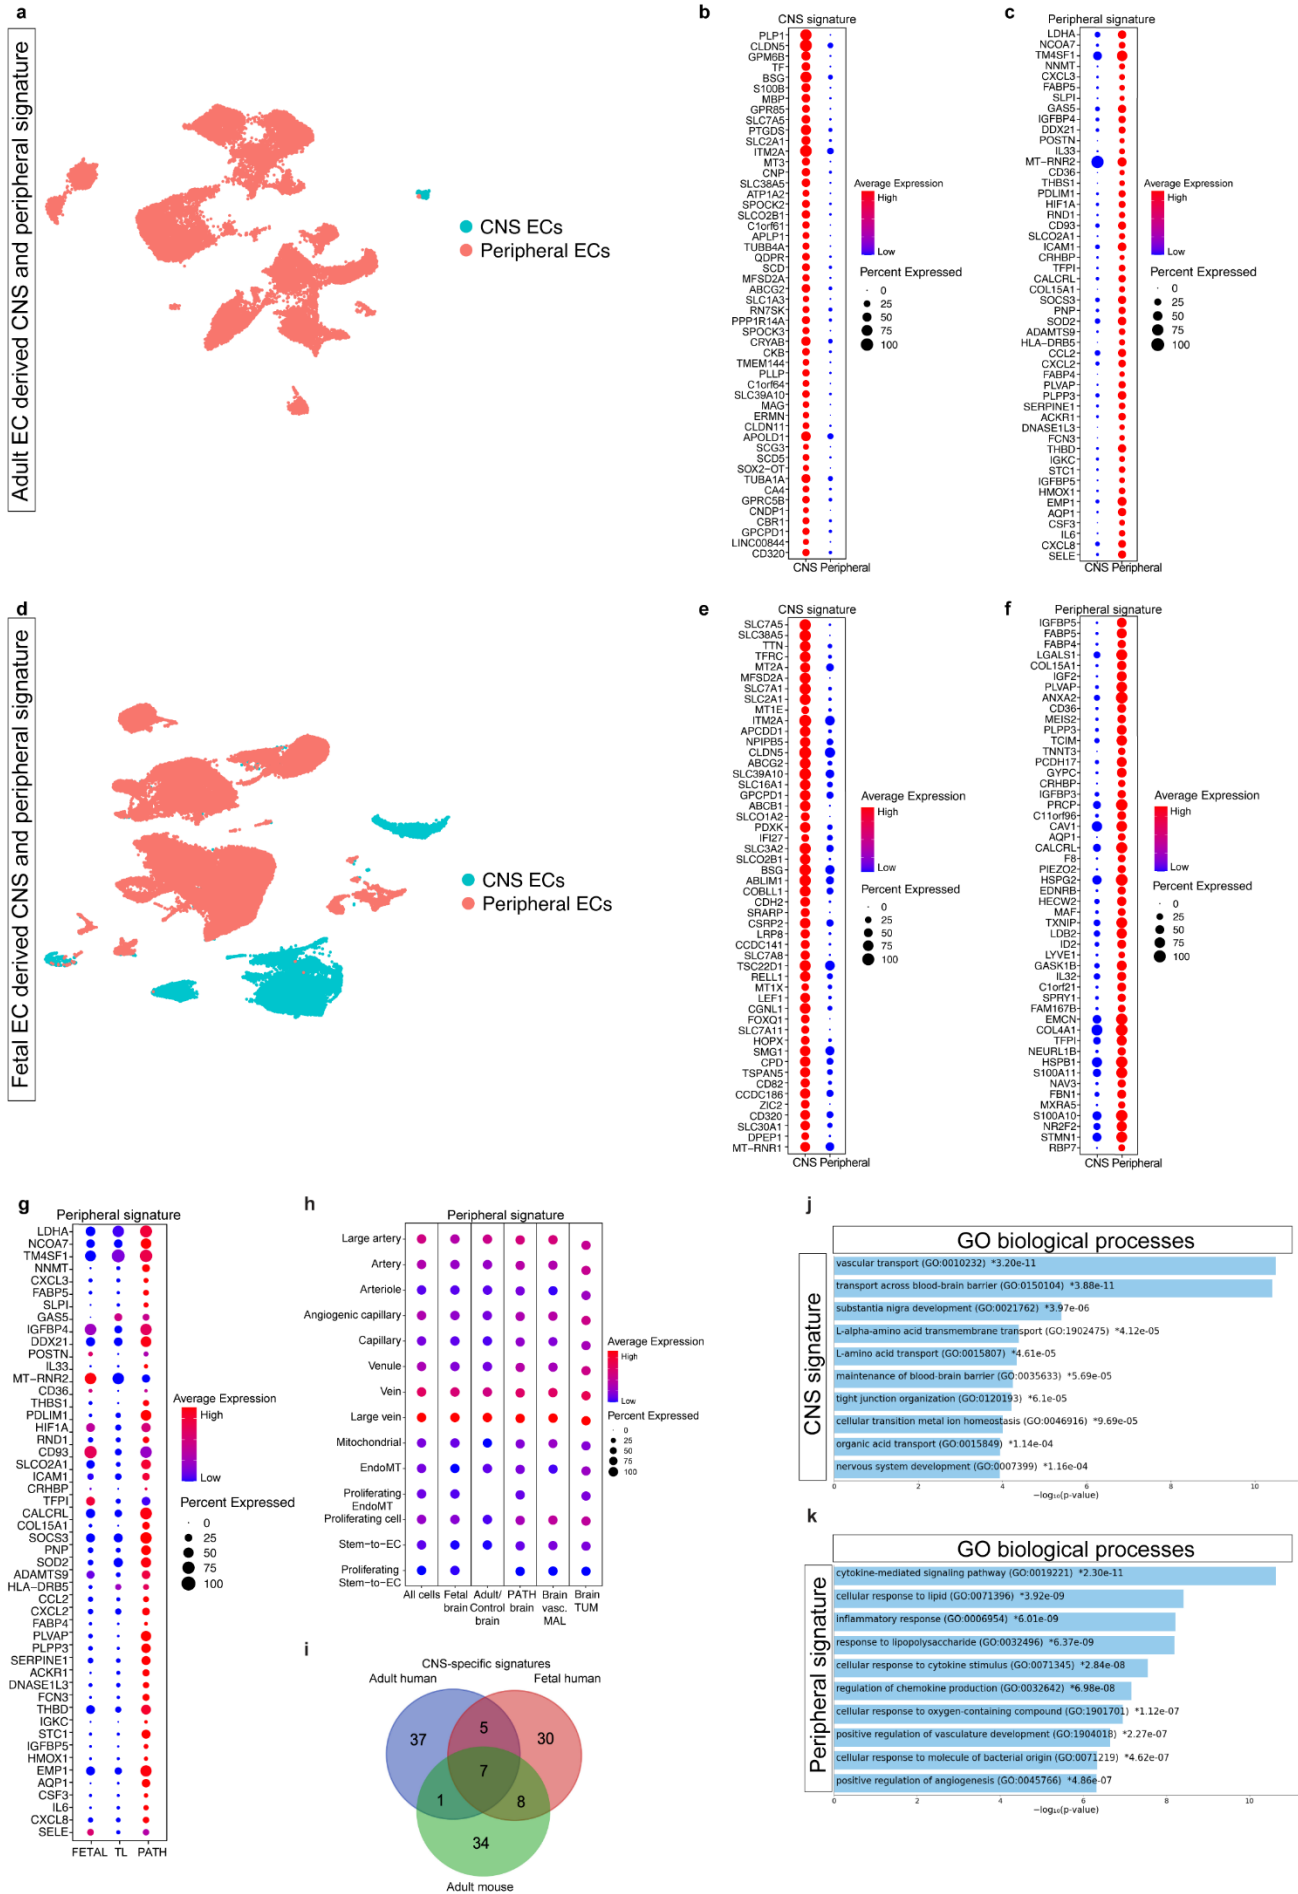 a
Adult EC derived CNS and peripheral signature
CNS ECs
Peripheral ECs
b
CNS signature
PLP1
CLDN5
GPM6B
TF
BSG
S100B
MBP
GPR85
SLC7A5
PTGDS
SLC2A1
ITM2A
MT3
CNP
SLC38A5
ATP1A2
SPOCK2
SLCO2B1
C1orf61
APLP1
TUBB4A
QDPR
SCD
MFSD2A
ABCG2
SLC1A3
RN7SK
PPP1R14A
SPOCK3
CRYAB
CKB
TMEM144
PLLP
C1orf64
SLC39A10
MAG
ERMN
CLDN11
APOLD1
SCG3
SCD5
SOX2-OT
TUBA1A
CA4
GPRC5B
CNDP1
CBR1
GPCPD1
LINC00844
CD320
CNS Peripheral
Average Expression
High
Low
Percent Expressed
0
25
50
75
100
c
Peripheral signature
LDHA
NCOA7
TM4SF1
NNMT
CXCL3
FABP5
SLPI
GAS5
IGFBP4
DDX21
POSTN
IL33
MT-RNR2
CD36
THBS1
PDLIM1
HIF1A
RND1
CD93
SLCO2A1
ICAM1
CRHBP
TFPI
CALCRL
COL15A1
SOCS3
PNP
SOD2
ADAMTS9
HLA-DRB5
CCL2
CXCL2
FABP4
PLVAP
PLPP3
SERPINE1
ACKR1
DNASE1L3
FCN3
THBD
IGKC
STC1
IGFBP5
HMOX1
EMP1
AQP1
CSF3
IL6
CXCL8
SELE
CNS Peripheral
Average Expression
High
Low
Percent Expressed
0
25
50
75
100
d
Fetal EC derived CNS and peripheral signature
CNS ECs
Peripheral ECs
e
CNS signature
SLC7A5
SLC38A5
TTN
TFRC
MT2A
MFSD2A
SLC7A1
SLC2A1
MT1E
ITM2A
APCDD1
NPIPB5
CLDN5
ABCG2
SLC39A10
SLC16A1
GPCPD1
ABCB1
SLCO1A2
PDXK
IFI27
SLC3A2
SLCO2B1
BSG
ABLIM1
COBLL1
CDH2
SRARP
CSRP2
LRP8
CCDC141
SLC7A8
TSC22D1
RELL1
MT1X
LEF1
CGNL1
FOXQ1
SLC7A11
HOPX
SMG1
CPD
TSPAN5
CD82
CCDC186
ZIC2
CD320
SLC30A1
DPEP1
MT-RNR1
CNS Peripheral
Average Expression
High
Low
Percent Expressed
0
25
50
75
100
f
Peripheral signature
IGFBP5
FABP5
FABP4
LGALS1
COL15A1
IGF2
PLVAP
ANXA2
CD36
MEIS2
PLPP3
TCIM
TNNT3
PCDH17
GYPC
CRHBP
IGFBP3
PRCP
C11orf96
CAV1
AQP1
CALCRL
F8
PIEZO2
HSPG2
EDNRB
HECW2
MAF
TXNIP
LDB2
ID2
LYVE1
GASK1B
IL32
C1orf21
SPRY1
FAM167B
EMCN
COL4A1
TFPI
NEURL1B
HSPB1
S100A11
NAV3
FBN1
MXRA5
S100A10
NR2F2
STMN1
RBP7
CNS Peripheral
Average Expression
High
Low
Percent Expressed
0
25
50
75
100
g
Peripheral signature
LDHA
NCOA7
TM4SF1
NNMT
CXCL3
FABP5
SLPI
GAS5
IGFBP4
DDX21
POSTN
IL33
MT-RNR2
CD36
THBS1
PDLIM1
HIF1A
RND1
CD93
SLCO2A1
ICAM1
CRHBP
TFPI
CALCRL
COL15A1
SOCS3
PNP
SOD2
ADAMTS9
HLA-DRB5
CCL2
CXCL2
FABP4
PLVAP
PLPP3
SERPINE1
ACKR1
DNASE1L3
FCN3
THBD
IGKC
STC1
IGFBP5
HMOX1
EMP1
AQP1
CSF3
IL6
CXCL8
SELE
FETAL TL PATH
Average Expression
High
Low
Percent Expressed
0
25
50
75
100
h
Peripheral signature
Large artery
Artery
Arteriole
Angiogenic capillary
Capillary
Venule
Vein
Large vein
Mitochondrial
EndoMT
Proliferating
EndoMT
Proliferating cell
Stem-to-EC
Proliferating
Stem-to-EC
All cells Fetal Adult/ PATH Brain Brain
brain Control brain vasc. TUM
brain MAL
Average Expression
High
Low
Percent Expressed
0
25
50
75
100
i
CNS-specific signatures
Adult human Fetal human
37 5 30
7
1 8
34
Adult mouse
j
GO biological processes
CNS signature
vascular transport (GO:0010232) *3.20e-11
transport across blood-brain barrier (GO:0150104) *3.88e-11
substantia nigra development (GO:0021762) *3.97e-06
L-alpha-amino acid transmembrane transport (GO:1902475) *4.12e-05
L-amino acid transport (GO:0015807) *4.61e-05
maintenance of blood-brain barrier (GO:0035633) *5.69e-05
tight junction organization (GO:0120193) *6.1e-05
cellular transition metal ion homeostasis (GO:0046916) *9.69e-05
organic acid transport (GO:0015849) *1.14e-04
nervous system development (GO:0007399) *1.16e-04
0 2 4 6 8 10
−log₁₀(p-value)
k
GO biological processes
Peripheral signature
cytokine-mediated signaling pathway (GO:0019221) *2.30e-11
cellular response to lipid (GO:0071396) *3.92e-09
inflammatory response (GO:0006954) *6.01e-09
response to lipopolysaccharide (GO:0032496) *6.37e-09
cellular response to cytokine stimulus (GO:0071345) *2.84e-08
regulation of chemokine production (GO:0032642) *6.98e-08
cellular response to oxygen-containing compound (GO:1901701) *1.12e-07
positive regulation of vasculature development (GO:1904018) *2.27e-07
cellular response to molecule of bacterial origin (GO:0071219) *4.62e-07
positive regulation of angiogenesis (GO:0045766) *4.86e-07
0 2 4 6 8 10
−log₁₀(p-value)